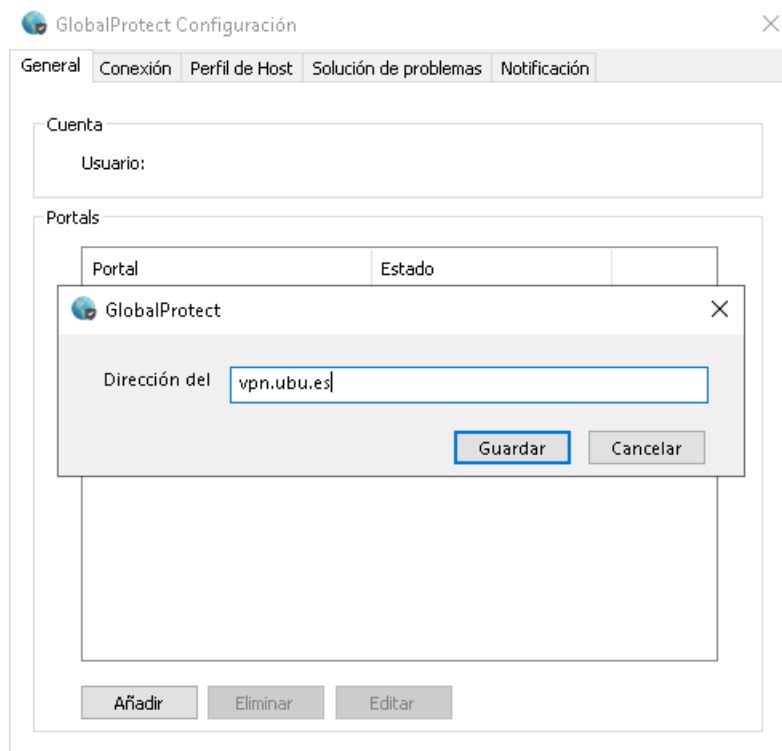 GlobalProtect Configuración
General Conexión Perfil de Host Solución de problemas Notificación
Cuenta
Usuario:
Portals
Portal Estado
GlobalProtect
Dirección del vpn.ubu.es
Guardar Cancelar
Añadir Eliminar Editar